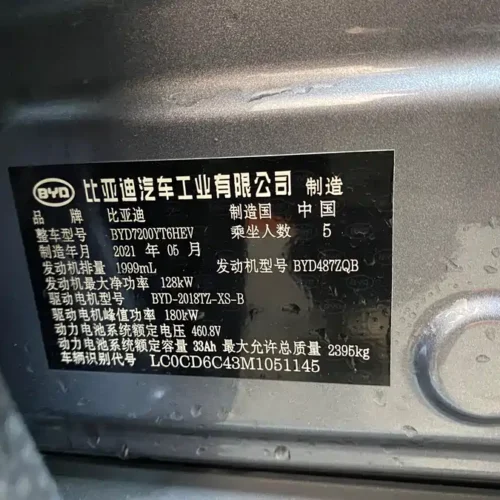 BYD 比亚迪汽车工业有限公司 制造
品 牌 比亚迪 制造国 中 国
整车型号 BYD7200YT6HEV 乘坐人数 5
制造年月 2021 年 05 月
发动机排量 1999mL 发动机型号 BYD487ZQB
发动机最大净功率 128kW
驱动电机型号 BYD-2018TZ-XS-B
驱动电机峰值功率 180kW
动力电池系统额定电压 460.8V
动力电池系统额定容量 33Ah 最大允许总质量 2395kg
车辆识别代号 LC0CD6C43M1051145